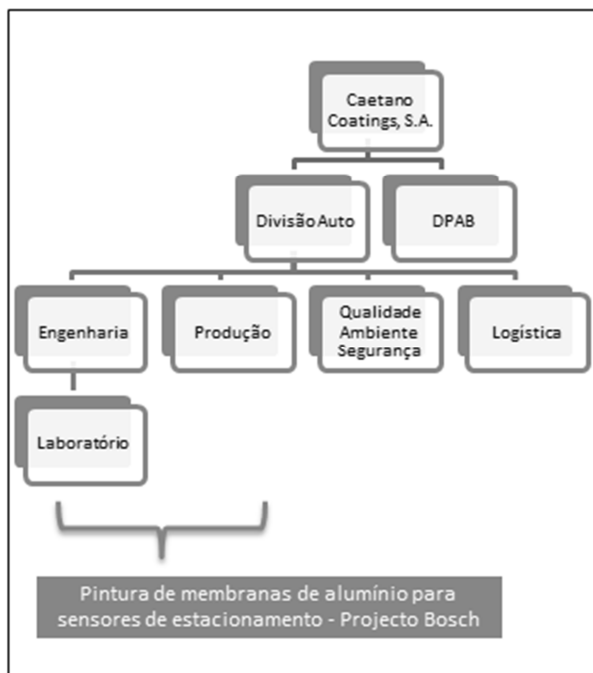 Caetano
Coatings, S.A.
Divisão Auto
DPAB
Engenharia
Produção
Qualidade
Ambiente
Segurança
Logística
Laboratório
Pintura de membranas de alumínio para
sensores de estacionamento - Projecto Bosch